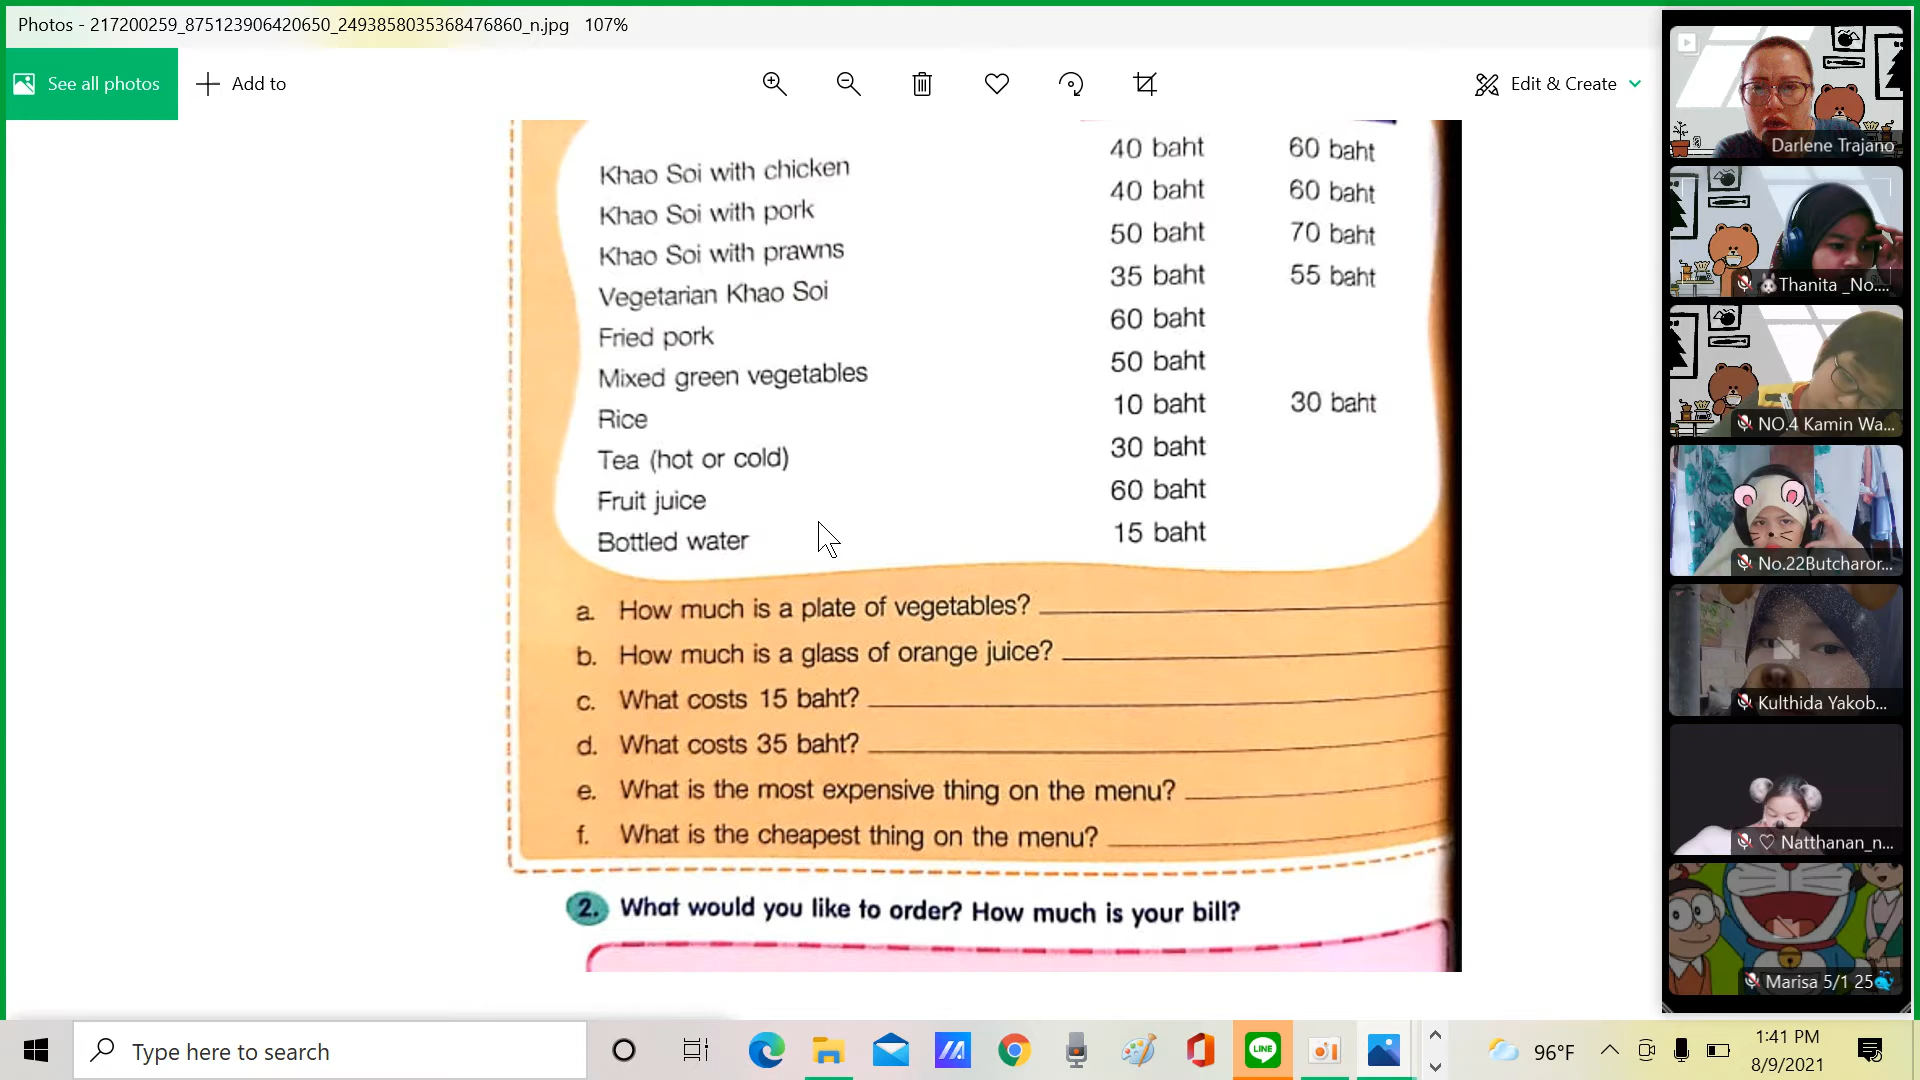 Photos - 217200259_875123906420650_2493858035368476860_n.jpg 107%
See all photos
Add to
Edit & Create
Khao Soi with chicken 40 baht 60 baht
Khao Soi with pork 40 baht 60 baht
Khao Soi with prawns 50 baht 70 baht
Vegetarian Khao Soi 35 baht 55 baht
Fried pork 60 baht
Mixed green vegetables 50 baht
Rice 10 baht 30 baht
Tea (hot or cold) 30 baht
Fruit juice 60 baht
Bottled water 15 baht
a. How much is a plate of vegetables?
b. How much is a glass of orange juice?
c. What costs 15 baht?
d. What costs 35 baht?
e. What is the most expensive thing on the menu?
f. What is the cheapest thing on the menu?
2. What would you like to order? How much is your bill?
Darlene Trajano
Thanita _No....
NO.4 Kamin Wa...
No.22Butcharor...
Kulthida Yakob...
♡ Natthanan_n...
Marisa 5/1 25
Type here to search
LINE
96°F
1:41 PM
8/9/2021